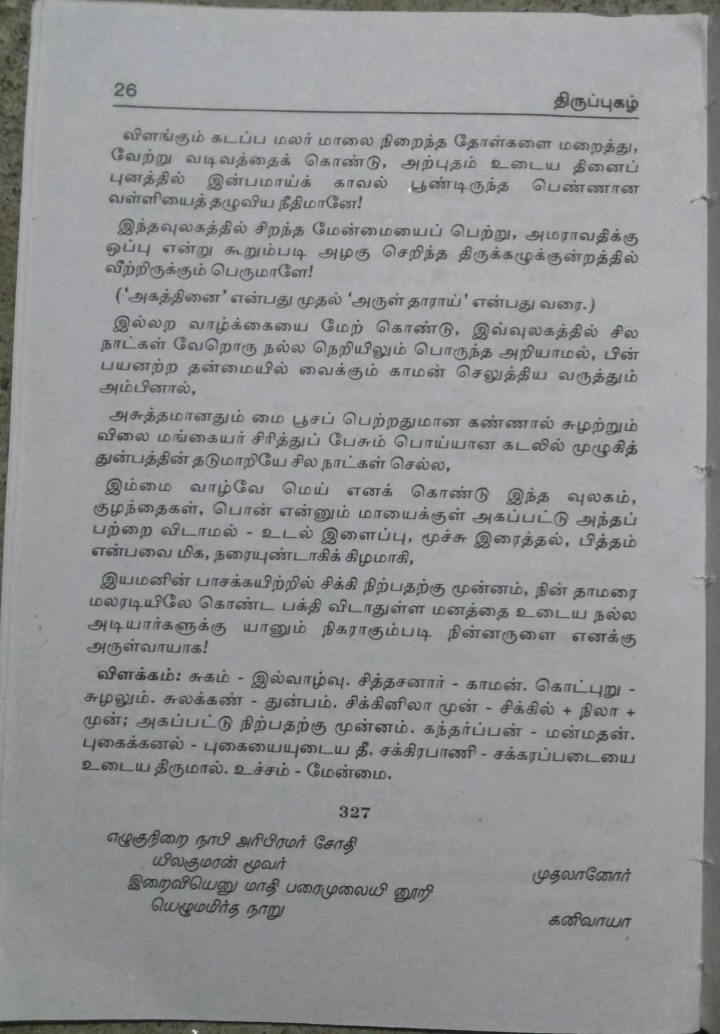 26
திருப்புகழ்
விளங்கும் கடப்ப மலர் மாலை நிறைந்த தோள்களை மறைத்து,
வேற்று வடிவத்தைக் கொண்டு, அற்புதம் உடைய தினைப்
புனத்தில் இன்பமாய்க் காவல் பூண்டிருந்த பெண்ணான
வள்ளியைத் தழுவிய நீதிமானே!
இந்தவுலகத்தில் சிறந்த மேன்மையைப் பெற்று, அமராவதிக்கு
ஒப்பு என்று கூறும்படி அழகு செறிந்த திருக்கழுக்குன்றத்தில்
வீற்றிருக்கும் பெருமாளே!
('அகத்தினை' என்பது முதல் 'அருள் தாராய்' என்பது வரை.)
இல்லற வாழ்க்கையை மேற் கொண்டு, இவ்வுலகத்தில் சில
நாட்கள் வேறொரு நல்ல நெறியிலும் பொருந்த அறியாமல், பின்
பயனற்ற தன்மையில் வைக்கும் காமன் செலுத்திய வருத்தும்
அம்பினால்,
அசுத்தமானதும் மை பூசப் பெற்றதுமான கண்ணால் சுழற்றும்
விலை மங்கையர் சிரித்துப் பேசும் பொய்யான கடலில் முழுகித்
துன்பத்தின் தடுமாறியே சில நாட்கள் செல்ல,
இம்மை வாழ்வே மெய் எனக் கொண்டு இந்த வுலகம்,
குழந்தைகள், பொன் என்னும் மாயைக்குள் அகப்பட்டு அந்தப்
பற்றை விடாமல் - உடல் இளைப்பு, மூச்சு இரைத்தல், பித்தம்
என்பவை மிக, நரையுண்டாகிக் கிழமாகி,
இயமனின் பாசக்கயிற்றில் சிக்கி நிற்பதற்கு முன்னம், நின் தாமரை
மலரடியிலே கொண்ட பக்தி விடாதுள்ள மனத்தை உடைய நல்ல
அடியார்களுக்கு யானும் நிகராகும்படி நின்னருளை எனக்கு
அருள்வாயாக!
விளக்கம்: சுகம் - இல்வாழ்வு. சித்தசனார் - காமன். கொட்புறு -
சுழலும். சுலக்கண் - துன்பம். சிக்கினிலா முன் - சிக்கில் + நிலா +
முன்; அகப்பட்டு நிற்பதற்கு முன்னம். கந்தர்ப்பன் - மன்மதன்.
புகைக்கனல் - புகையையுடைய தீ. சக்கிரபாணி - சக்கரப்படையை
உடைய திருமால். உச்சம் - மேன்மை.
327
எழுகுநிறை நாபி அரிபிரமர் சோதி
யிலகுமரன் மூவர்
முதலானோர்
இறைவியெனு மாதி பரைமுலையி னூறி
யெழுமமிர்த நாறு
கனிவாயா